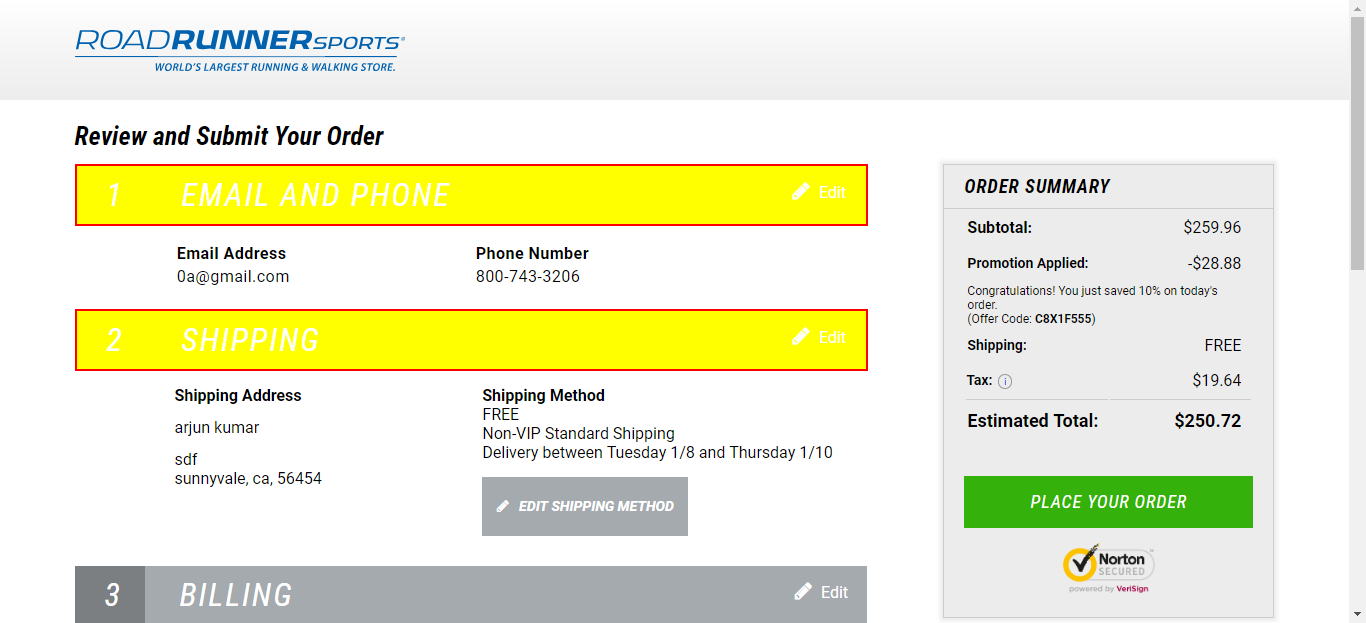 ROADRUNNERSPORTS®
WORLD'S LARGEST RUNNING & WALKING STORE.
Review and Submit Your Order
1 EMAIL AND PHONE Edit
Email Address Phone Number
0a@gmail.com 800-743-3206
2 SHIPPING Edit
Shipping Address Shipping Method
FREE
arjun kumar Non-VIP Standard Shipping
Delivery between Tuesday 1/8 and Thursday 1/10
sdf
sunnyvale, ca, 56454
EDIT SHIPPING METHOD
3 BILLING Edit
ORDER SUMMARY
Subtotal: $259.96
Promotion Applied: -$28.88
Congratulations! You just saved 10% on today's
order.
(Offer Code: C8X1F555)
Shipping: FREE
Tax: i $19.64
Estimated Total: $250.72
PLACE YOUR ORDER
Norton™
SECURED
powered by VeriSign